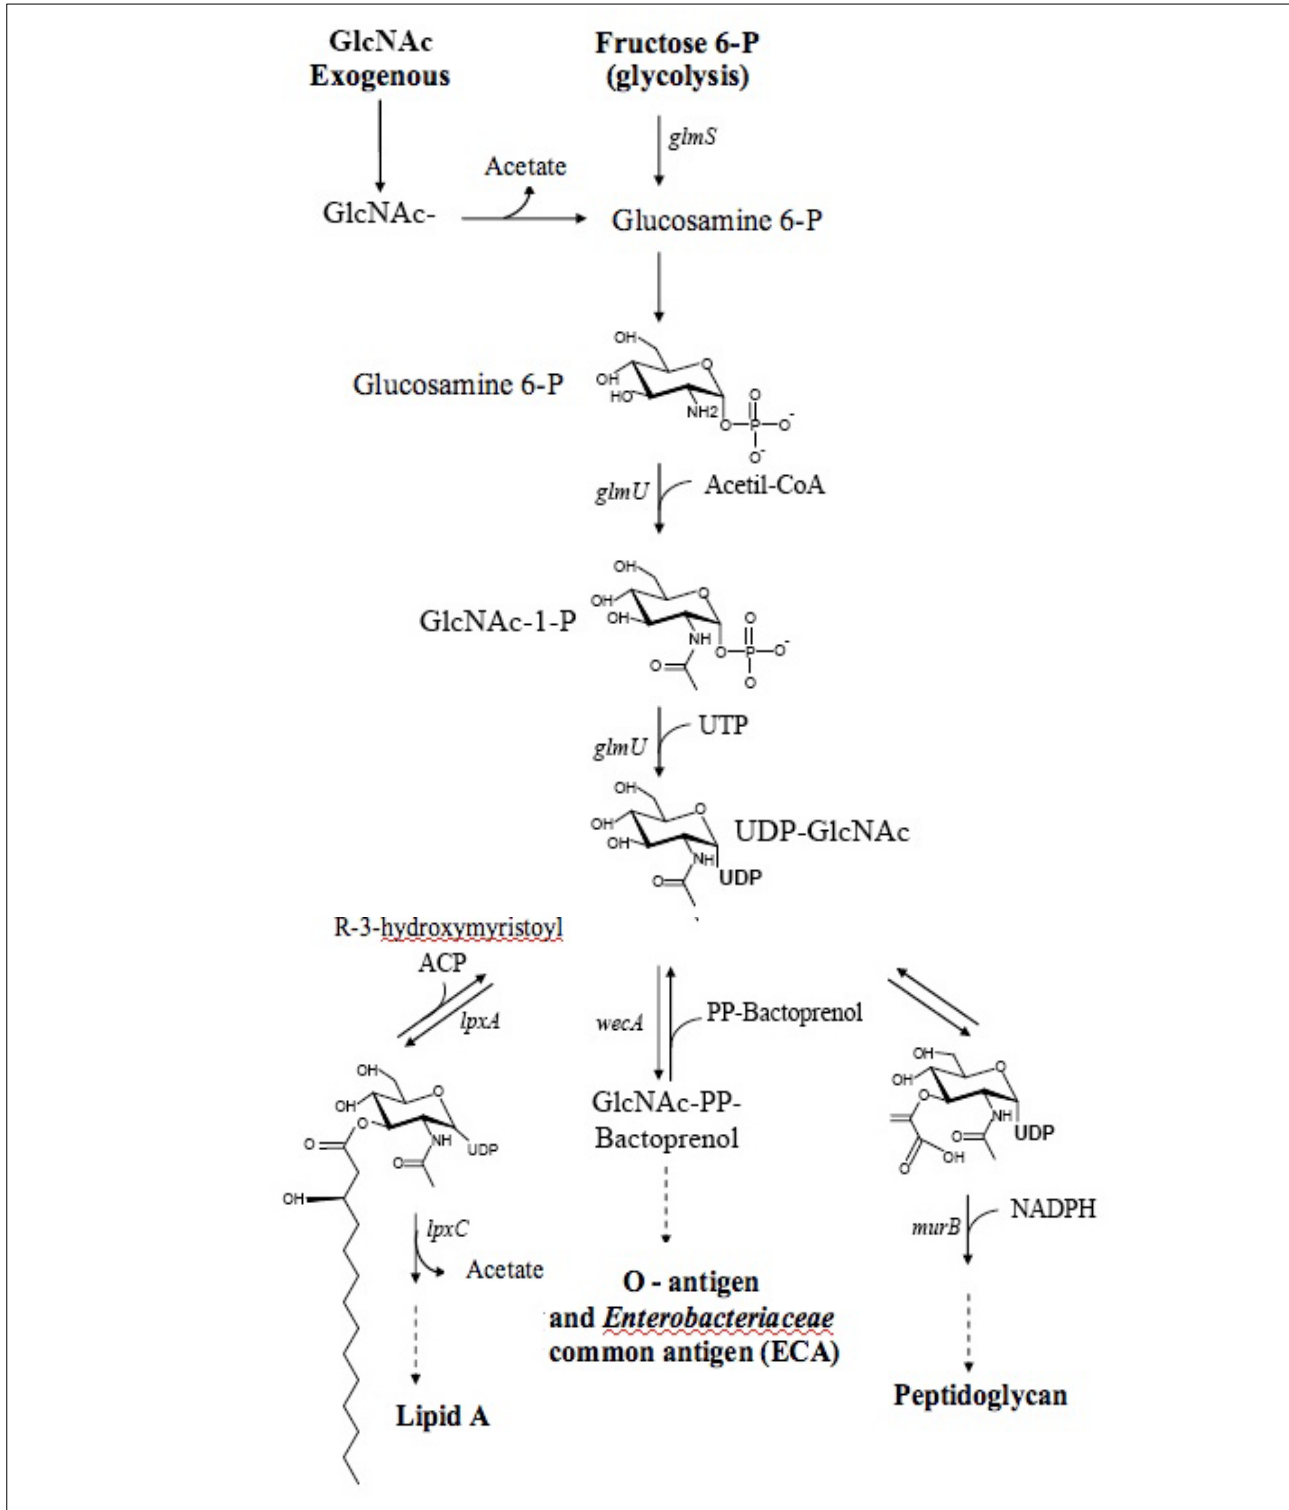 GlcNAc
Exogenous
Fructose 6-P
(glycolysis)
glmS
Acetate
GlcNAc-
Glucosamine 6-P
Glucosamine 6-P
OH
O
OH
HO
NH2
O
O
P
O-
O-
glmU
Acetil-CoA
GlcNAc-1-P
OH
O
OH
OH
NH
O
O
O
P
O-
O
glmU
UTP
UDP-GlcNAc
OH
O
OH
OH
NH
O
UDP
R-3-hydroxymyristoyl
ACP
lpxA
wecA
PP-Bactoprenol
OH
O
OH
O
O
NH
UDP
O
OH
GlcNAc-PP-
Bactoprenol
OH
O
OH
O
NH
O
UDP
O
OH
lpxC
Acetate
murB
NADPH
O - antigen
and Enterobacteriaceae
common antigen (ECA)
Lipid A
Peptidoglycan